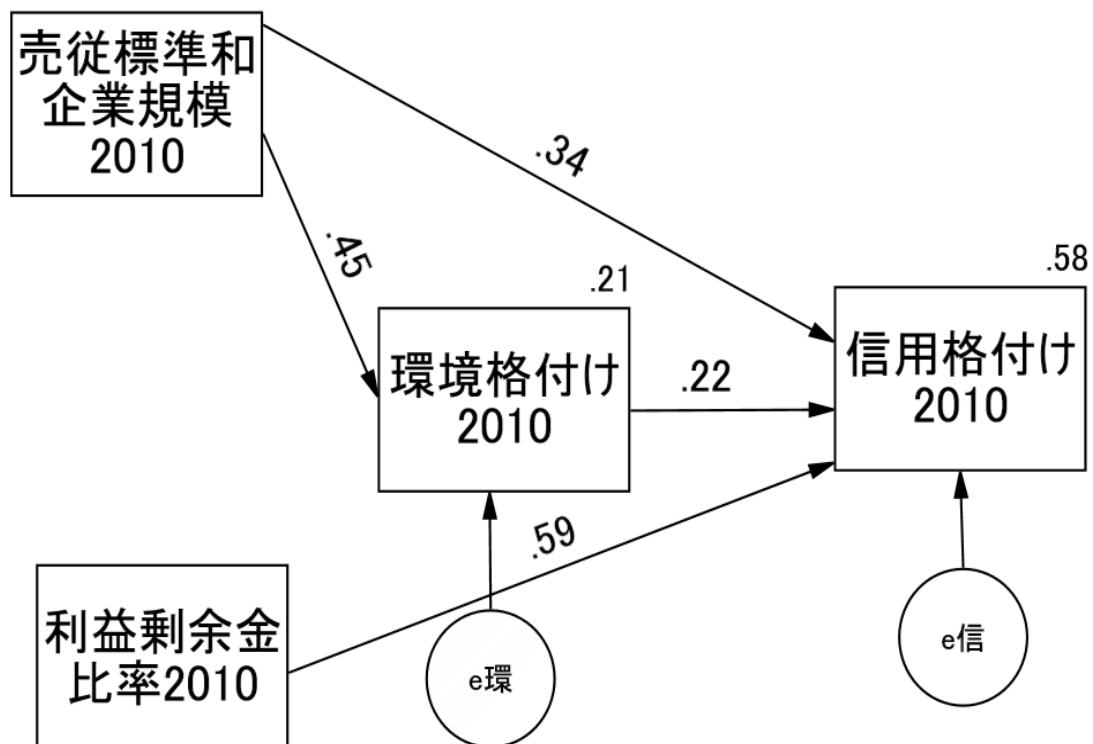 売従標準和
企業規模
2010
.34
.45
.21
.58
環境格付け
2010
.22
信用格付け
2010
.59
利益剰余金
比率2010
e環
e信